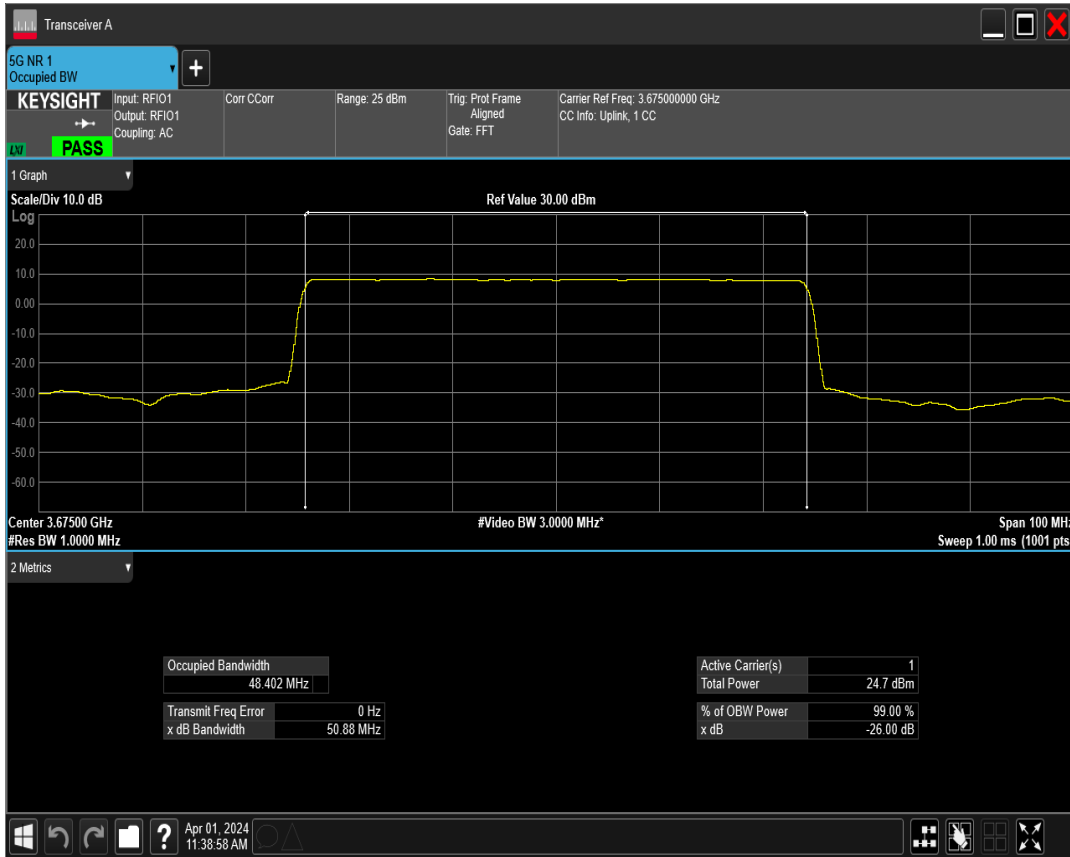 Transceiver A
5G NR 1
Occupied BW
KEYSIGHT
LXI
PASS
Input: RFIO1
Output: RFIO1
Coupling: AC
Corr CCorr
Range: 25 dBm
Trig: Prot Frame
Aligned
Gate: FFT
Carrier Ref Freq: 3.675000000 GHz
CC Info: Uplink, 1 CC
1 Graph
Scale/Div 10.0 dB
Ref Value 30.00 dBm
Log
20.0
10.0
0.00
-10.0
-20.0
-30.0
-40.0
-50.0
-60.0
Center 3.67500 GHz
#Video BW 3.0000 MHz*
Span 100 MHz
#Res BW 1.0000 MHz
Sweep 1.00 ms (1001 pts
2 Metrics
Occupied Bandwidth
48.402 MHz
Transmit Freq Error 0 Hz
x dB Bandwidth 50.88 MHz
Active Carrier(s) 1
Total Power 24.7 dBm
% of OBW Power 99.00 %
x dB -26.00 dB
?
Apr 01, 2024
11:38:58 AM